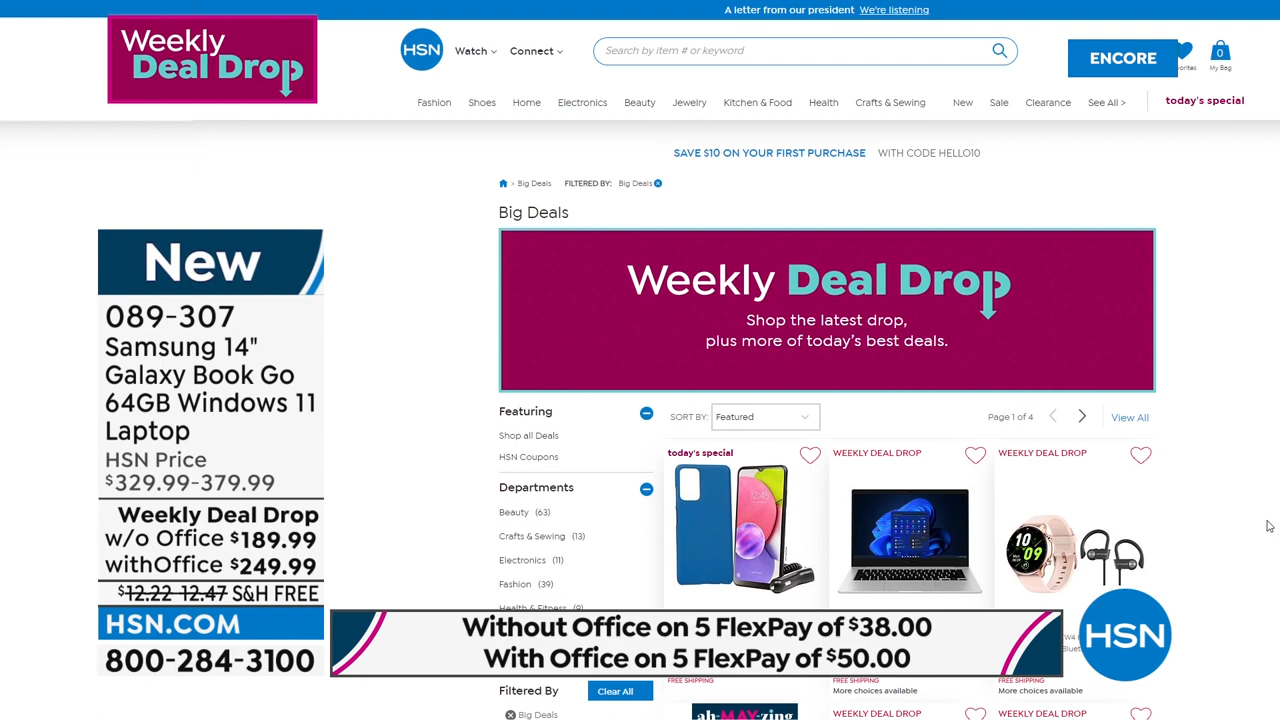 A letter from our president We're listening
Weekly
Deal Drop
HSN
Watch
Connect
Search by item # or keyword
ENCORE
0
My Bag
Fashion Shoes Home Electronics Beauty Jewelry Kitchen & Food Health Crafts & Sewing New Sale Clearance See All > today's special
SAVE $10 ON YOUR FIRST PURCHASE WITH CODE HELLO10
> Big Deals FILTERED BY: Big Deals
Big Deals
Weekly Deal Drop
Shop the latest drop,
plus more of today's best deals.
New
089-307
Samsung 14"
Galaxy Book Go
64GB Windows 11
Laptop
HSN Price
$329.99-379.99
Weekly Deal Drop
w/o Office $189.99
withOffice $249.99
$12.22-12.47 S&H FREE
HSN.COM
800-284-3100
Featuring
Shop all Deals
HSN Coupons
Departments
Beauty (63)
Crafts & Sewing (13)
Electronics (11)
Fashion (39)
Health & Fitness (9)
SORT BY: Featured
Page 1 of 4
View All
today's special
WEEKLY DEAL DROP
WEEKLY DEAL DROP
10
09
Without Office on 5 FlexPay of $38.00
With Office on 5 FlexPay of $50.00
HSN
FREE SHIPPING
FREE SHIPPING
FREE SHIPPING
More choices available
More choices available
Filtered By
Clear All
Big Deals
ah-MAY-zing
WEEKLY DEAL DROP
WEEKLY DEAL DROP